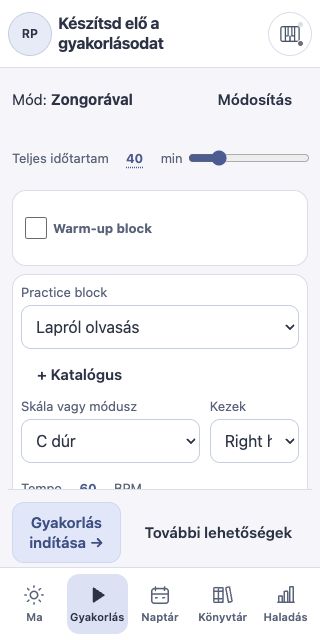 RP
Készítsd elő a
gyakorlásodat
Mód: Zongorával
Módosítás
Teljes időtartam 40 min
Warm-up block
Practice block
Lapról olvasás
+ Katalógus
Skála vagy módusz
Kezek
C dúr
Right h
Tempo 60 BPM
Gyakorlás
indítása →
További lehetőségek
Ma
Gyakorlás
Naptár
Könyvtár
Haladás